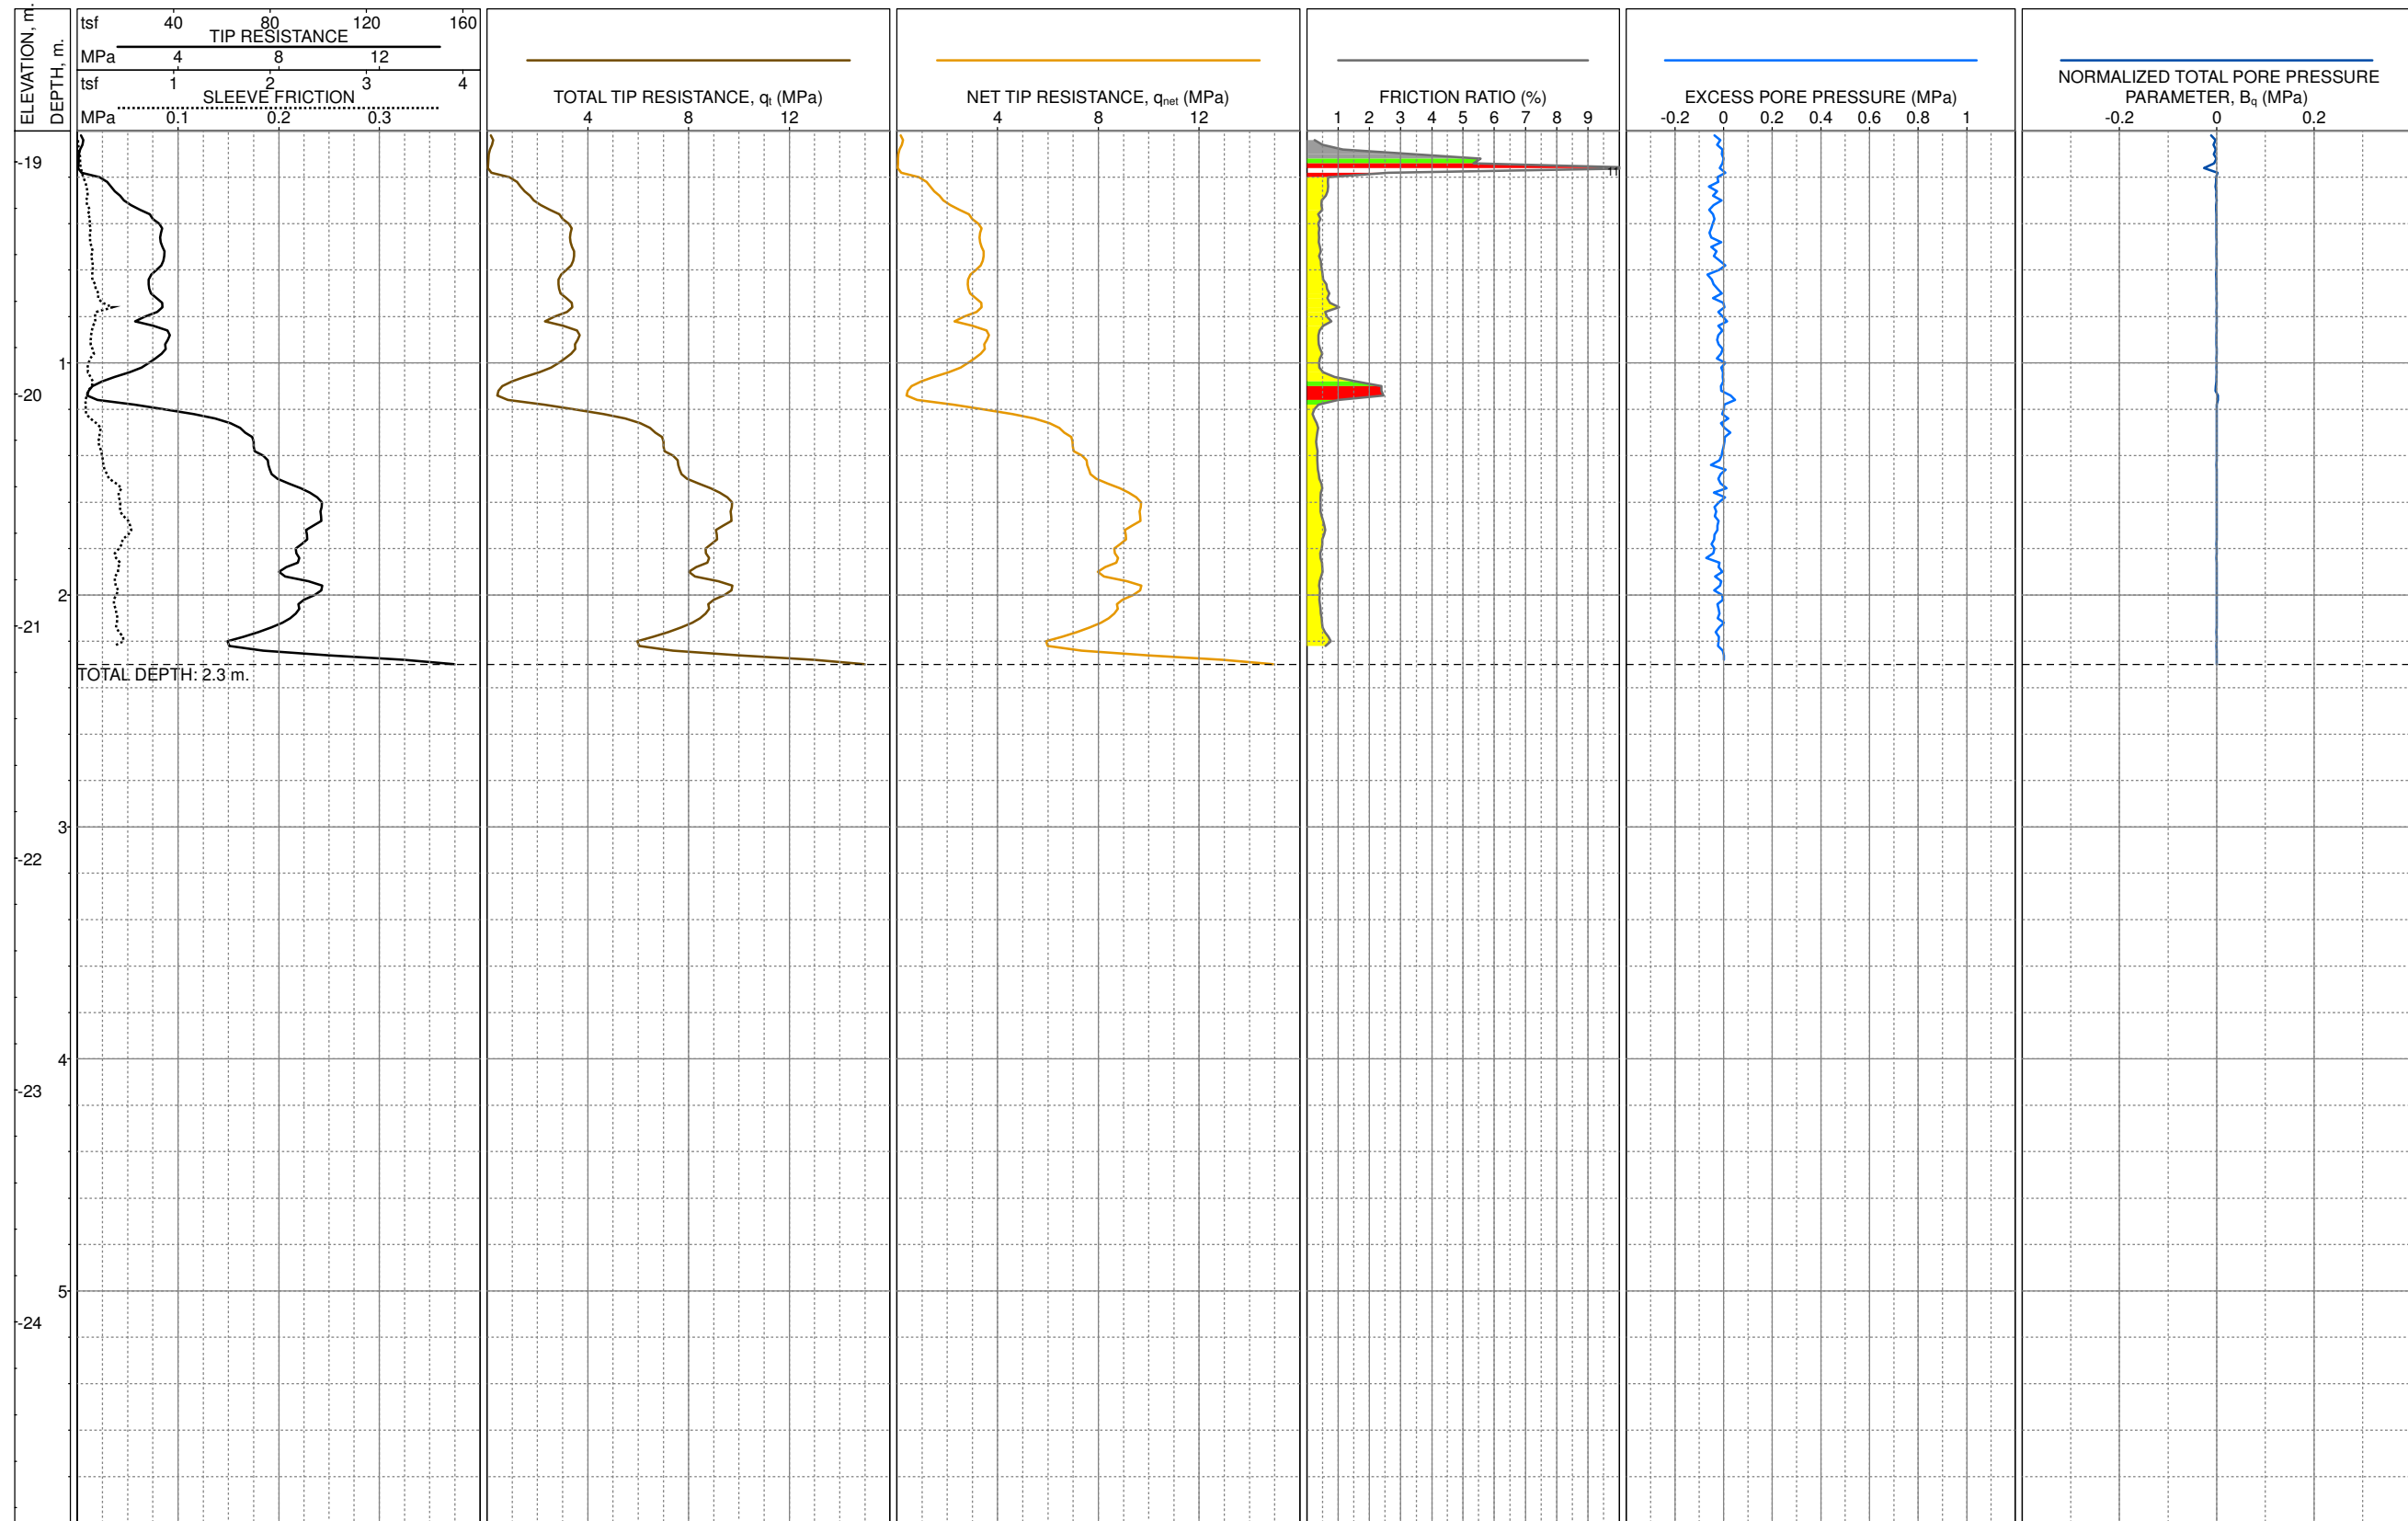 ELEVATION, m.
DEPTH, m.
tsf 40 80 120 160
TIP RESISTANCE
MPa 4 8 12
tsf 1 2 3 4
SLEEVE FRICTION
MPa 0.1 0.2 0.3
TOTAL TIP RESISTANCE, qt (MPa)
4 8 12
NET TIP RESISTANCE, qnet (MPa)
4 8 12
FRICTION RATIO (%)
1 2 3 4 5 6 7 8 9
EXCESS PORE PRESSURE (MPa)
-0.2 0 0.2 0.4 0.6 0.8 1
NORMALIZED TOTAL PORE PRESSURE
PARAMETER, Bq (MPa)
-0.2 0 0.2
-19
11
1
-20
2
-21
TOTAL DEPTH: 2.3 m.
3
-22
4
-23
5
-24